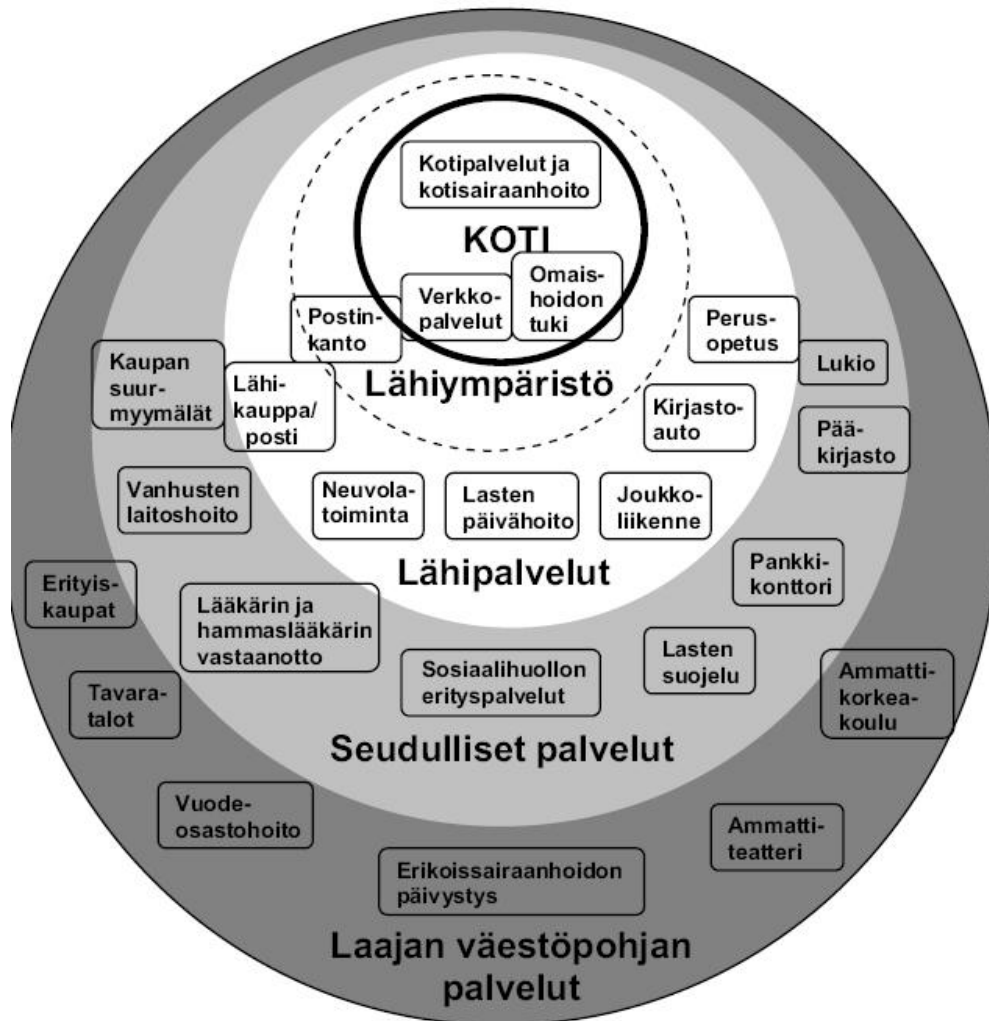 Kotipalvelut ja
kotisairaanhoito
KOTI
Verkko-
palvelut
Omais-
hoidon
tuki
Postin-
kanto
Lähiympäristö
Perus-
opetus
Lukio
Kaupan
suur-
myymälät
Lähi-
kauppa/
posti
Kirjasto-
auto
Pää-
kirjasto
Vanhusten
laitoshoito
Neuvola-
toiminta
Lasten
päivähoito
Joukko-
liikenne
Lähipalvelut
Pankki-
konttori
Erityis-
kaupat
Lääkärin ja
hammaslääkärin
vastaanotto
Sosiaalihuollon
erityspalvelut
Lasten
suojelu
Ammatti-
korkea-
koulu
Tavara-
talot
Seudulliset palvelut
Vuode-
osastohoito
Ammatti-
teatteri
Erikoissairaanhoidon
päivystys
Laajan väestöpohjan
palvelut